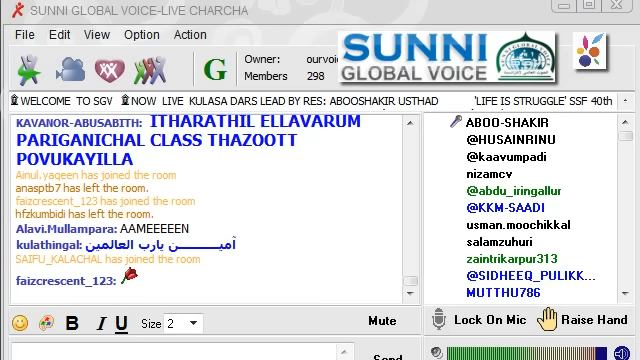 SUNNI GLOBAL VOICE-LIVE CHARCHA
File Edit View Option Action
Owner: ourvoi
Members 298
G
SUNNI
GLOBAL VOICE
WELCOME TO SGV NOW LIVE KULASA DARS LEAD BY RES: ABOOSHAKIR USTHAD 'LIFE IS STRUGGLE' SSF 40th
KAVANOR-ABUSABITH: ITHARATHIL ELLAVARUM
PARIGANICHAL CLASS THAZOOTT
POVUKAYILLA
Ainul.yaqeen has joined the room
anasptb7 has left the room.
faizcrescent_123 has joined the room
hfzkumbidi has left the room.
Alavi.Mullampara: AAMEEEEEN
kulathingal: آميــــــــن يارب العالمين
SAIFU_KALACHAL has joined the room
faizcrescent_123:
ABOO-SHAKIR
@HUSAINRINU
@kaavumpadi
nizamcv
@abdu_iringallur
@KKM-SAADI
usman.moochikkal
salamzuhuri
zaintrikarpur313
@SIDHEEQ_PULIKK...
MUTTHU786
B I U Size 2 Mute
Lock On Mic Raise Hand
Send